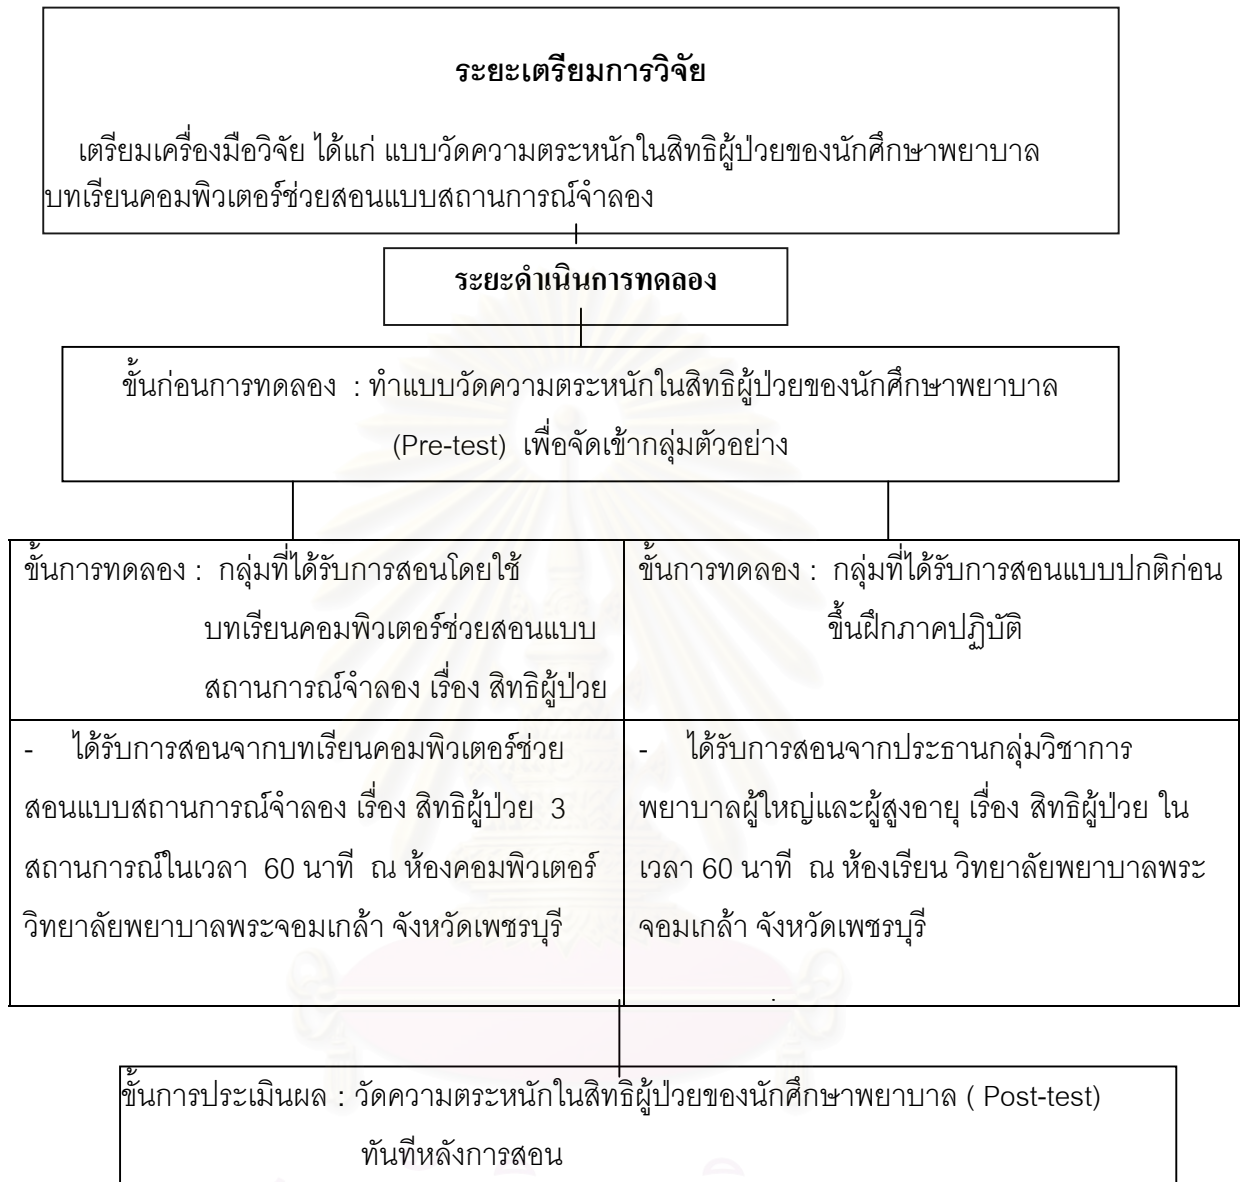 ระยะเตรียมการวิจัย
เตรียมเครื่องมือวิจัย ได้แก่ แบบวัดความตระหนักในสิทธิผู้ป่วยของนักศึกษาพยาบาล
บทเรียนคอมพิวเตอร์ช่วยสอนแบบสถานการณ์จำลอง
ระยะดำเนินการทดลอง
ขั้นก่อนการทดลอง : ทำแบบวัดความตระหนักในสิทธิผู้ป่วยของนักศึกษาพยาบาล
(Pre-test) เพื่อจัดเข้ากลุ่มตัวอย่าง
ขั้นการทดลอง : กลุ่มที่ได้รับการสอนโดยใช้
บทเรียนคอมพิวเตอร์ช่วยสอนแบบ
สถานการณ์จำลอง เรื่อง สิทธิผู้ป่วย
ขั้นการทดลอง : กลุ่มที่ได้รับการสอนแบบปกติก่อน
ขึ้นฝึกภาคปฏิบัติ
- ได้รับการสอนจากบทเรียนคอมพิวเตอร์ช่วย
สอนแบบสถานการณ์จำลอง เรื่อง สิทธิผู้ป่วย 3
สถานการณ์ในเวลา 60 นาที ณ ห้องคอมพิวเตอร์
วิทยาลัยพยาบาลพระจอมเกล้า จังหวัดเพชรบุรี
- ได้รับการสอนจากประธานกลุ่มวิชาการ
พยาบาลผู้ใหญ่และผู้สูงอายุ เรื่อง สิทธิผู้ป่วย ใน
เวลา 60 นาที ณ ห้องเรียน วิทยาลัยพยาบาลพระ
จอมเกล้า จังหวัดเพชรบุรี
.
ขั้นการประเมินผล : วัดความตระหนักในสิทธิผู้ป่วยของนักศึกษาพยาบาล ( Post-test)
ทันทีหลังการสอน